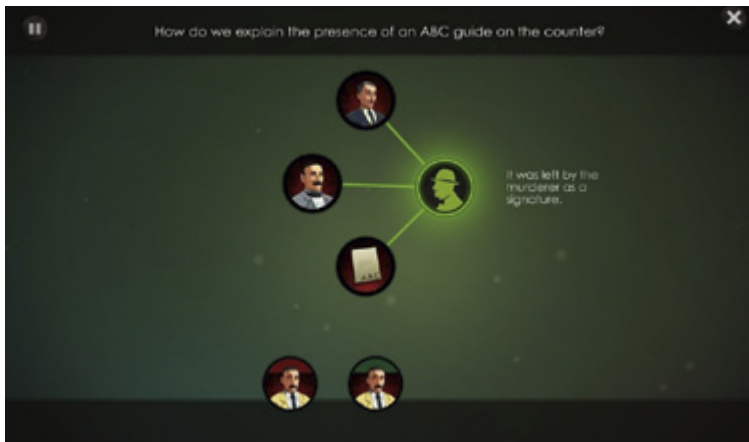 How do we explain the presence of an ABC guide on the counter?
It was left by the
murderer as a
signature.
ABC